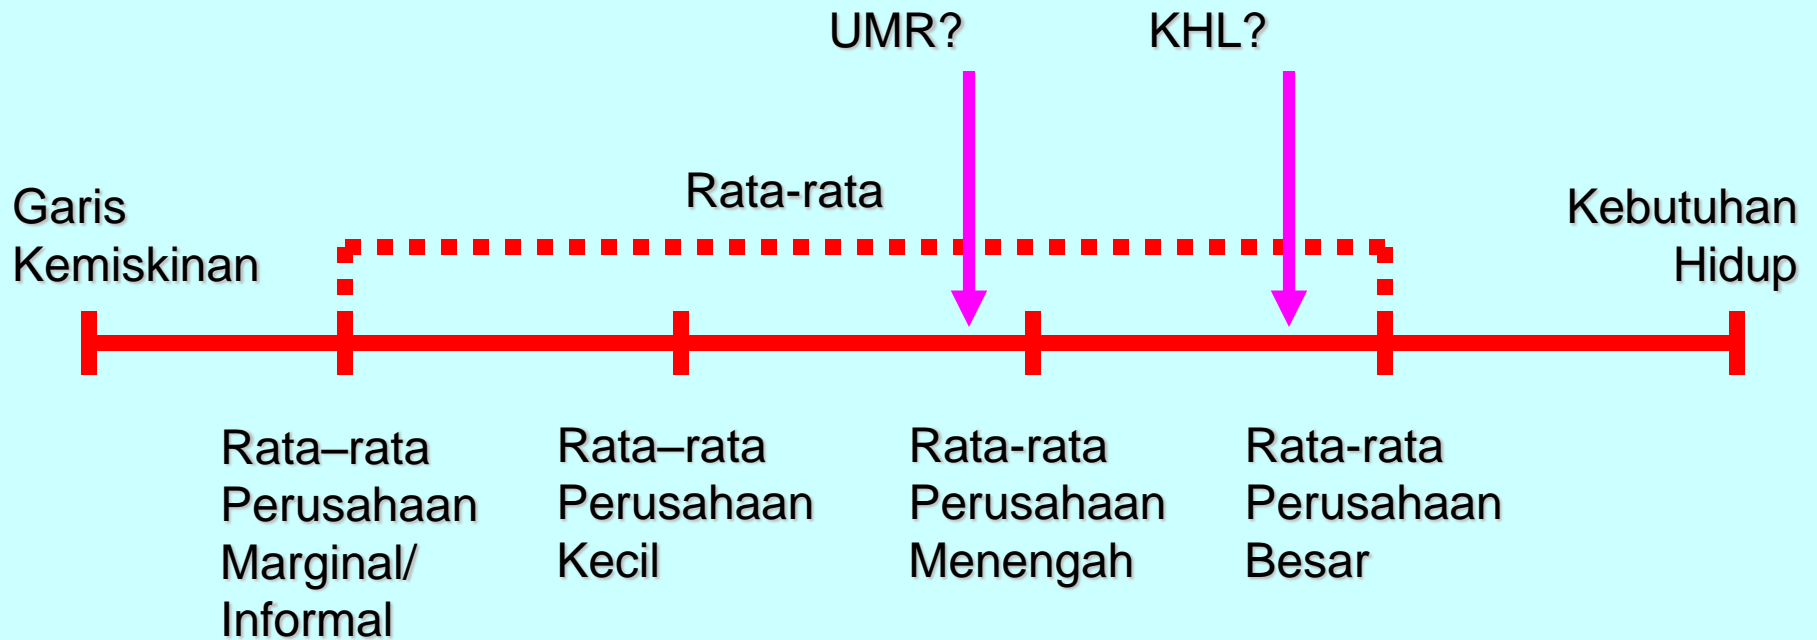 UMR?
KHL?
Rata-rata
Garis
Kemiskinan
Kebutuhan
Hidup
Rata–rata
Perusahaan
Marginal/
Informal
Rata–rata
Perusahaan
Kecil
Rata-rata
Perusahaan
Menengah
Rata-rata
Perusahaan
Besar